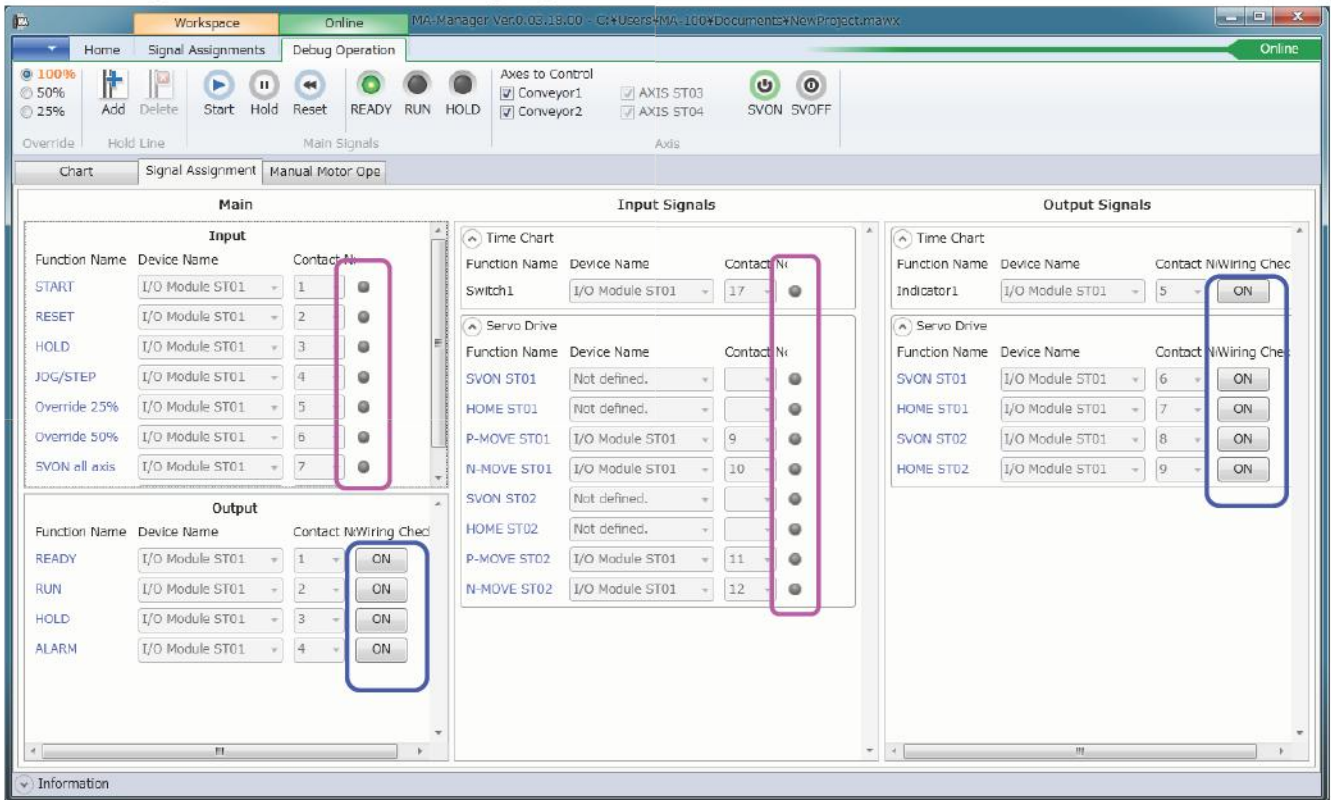 Workspace Online MA-Manager Ver.0.03.18.00 - C:¥Users¥MA-100¥Documents¥NewProject.mawx
Home Signal Assignments Debug Operation Online
100%
50%
25%
Override
Add Delete
Hold Line
Start Hold Reset READY RUN HOLD
Main Signals
Axes to Control
Conveyor1 AXIS ST03
Conveyor2 AXIS ST04
SVON SVOFF
Axis
Chart Signal Assignment Manual Motor Ope
Main
Input
Function Name Device Name Contact N
START I/O Module ST01 1
RESET I/O Module ST01 2
HOLD I/O Module ST01 3
JOG/STEP I/O Module ST01 4
Override 25% I/O Module ST01 5
Override 50% I/O Module ST01 6
SVON all axis I/O Module ST01 7
Output
Function Name Device Name Contact N Wiring Chec
READY I/O Module ST01 1 ON
RUN I/O Module ST01 2 ON
HOLD I/O Module ST01 3 ON
ALARM I/O Module ST01 4 ON
Input Signals
Time Chart
Function Name Device Name Contact N
Switch1 I/O Module ST01 17
Servo Drive
Function Name Device Name Contact N
SVON ST01 Not defined.
HOME ST01 Not defined.
P-MOVE ST01 I/O Module ST01 9
N-MOVE ST01 I/O Module ST01 10
SVON ST02 Not defined.
HOME ST02 Not defined.
P-MOVE ST02 I/O Module ST01 11
N-MOVE ST02 I/O Module ST01 12
Output Signals
Time Chart
Function Name Device Name Contact N Wiring Chec
Indicator1 I/O Module ST01 5 ON
Servo Drive
Function Name Device Name Contact N Wiring Chec
SVON ST01 I/O Module ST01 6 ON
HOME ST01 I/O Module ST01 7 ON
SVON ST02 I/O Module ST01 8 ON
HOME ST02 I/O Module ST01 9 ON
Information